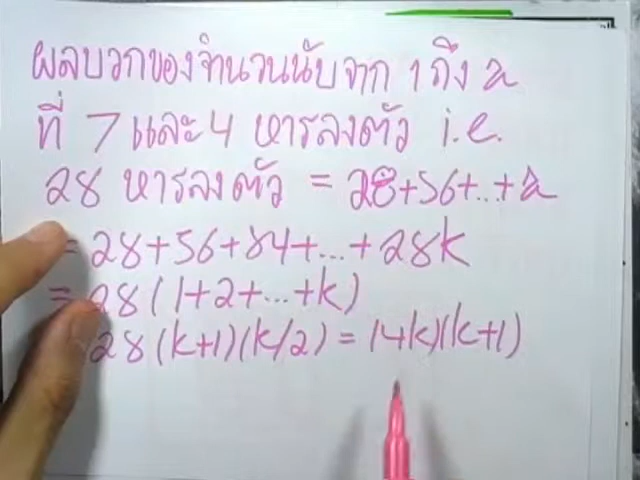 ผลบวกของจำนวนนับจาก 1 ถึง a
ที่ 7 และ 4 หารลงตัว i.e.
28 หารลงตัว = 28+56+...+a
= 28+56+84+...+28k
= 28(1+2+...+k)
28(k+1)(k/2) = 14k)(k+1)